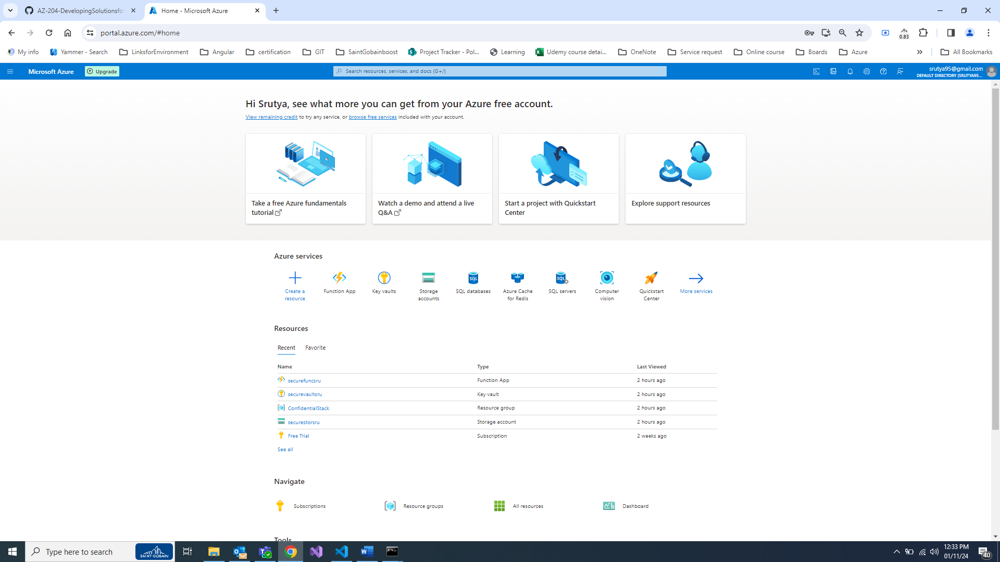 AZ-204-DevelopingSolutionsfo
Home - Microsoft Azure
portal.azure.com/#home
0.83
My info
Yammer - Search
LinksforEnvironment
Angular
certification
GIT
SaintGobainboost
Project Tracker - Pol...
Learning
Udemy course detai...
OneNote
Service request
Online course
Boards
Azure
All Bookmarks
Microsoft Azure
Upgrade
Search resources, services, and docs (G+/)
srutya95@gmail.com
DEFAULT DIRECTORY (SRUTYA95...
Hi Srutya, see what more you can get from your Azure free account.
View remaining credit to try any service, or browse free services included with your account.
Take a free Azure fundamentals
tutorial
Watch a demo and attend a live
Q&A
Start a project with Quickstart
Center
Explore support resources
Azure services
Create a
resource
Function App
Key vaults
Storage
accounts
SQL databases
Azure Cache
for Redis
SQL servers
Computer
vision
Quickstart
Center
More services
Resources
Recent
Favorite
Name
Type
Last Viewed
securefuncsru
Function App
2 hours ago
securevaultsru
Key vault
2 hours ago
ConfidentialStack
Resource group
2 hours ago
securestorsru
Storage account
2 hours ago
Free Trial
Subscription
2 weeks ago
See all
Navigate
Subscriptions
Resource groups
All resources
Dashboard
Tools
Type here to search
SAINT-GOBAIN
12:33 PM
01/11/24
40